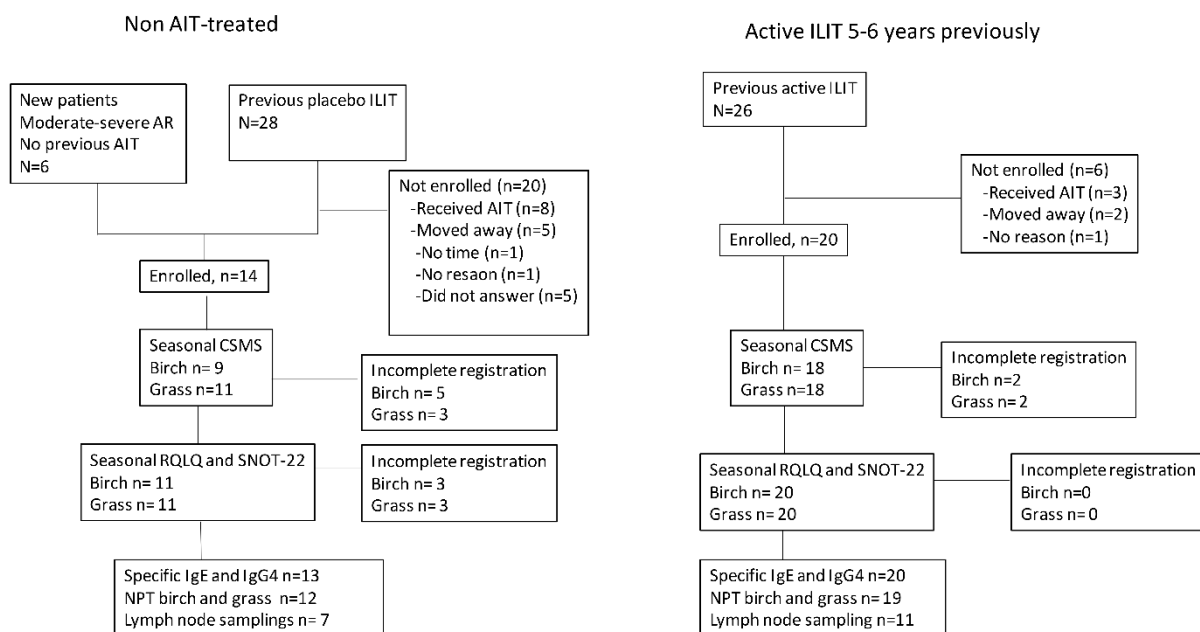 Non AIT-treated
New patients
Moderate-severe AR
No previous AIT
N=6
Previous placebo ILIT
N=28
Not enrolled (n=20)
-Received AIT (n=8)
-Moved away (n=5)
-No time (n=1)
-No resaon (n=1)
-Did not answer (n=5)
Enrolled, n=14
Seasonal CSMS
Birch n= 9
Grass n=11
Incomplete registration
Birch n= 5
Grass n= 3
Seasonal RQLQ and SNOT-22
Birch n= 11
Grass n= 11
Incomplete registration
Birch n= 3
Grass n= 3
Specific IgE and IgG4 n=13
NPT birch and grass n=12
Lymph node samplings n= 7
Active ILIT 5-6 years previously
Previous active ILIT
N=26
Not enrolled (n=6)
-Received AIT (n=3)
-Moved away (n=2)
-No reason (n=1)
Enrolled, n=20
Seasonal CSMS
Birch n= 18
Grass n=18
Incomplete registration
Birch n=2
Grass n= 2
Seasonal RQLQ and SNOT-22
Birch n= 20
Grass n= 20
Incomplete registration
Birch n=0
Grass n= 0
Specific IgE and IgG4 n=20
NPT birch and grass n= 19
Lymph node sampling n=11